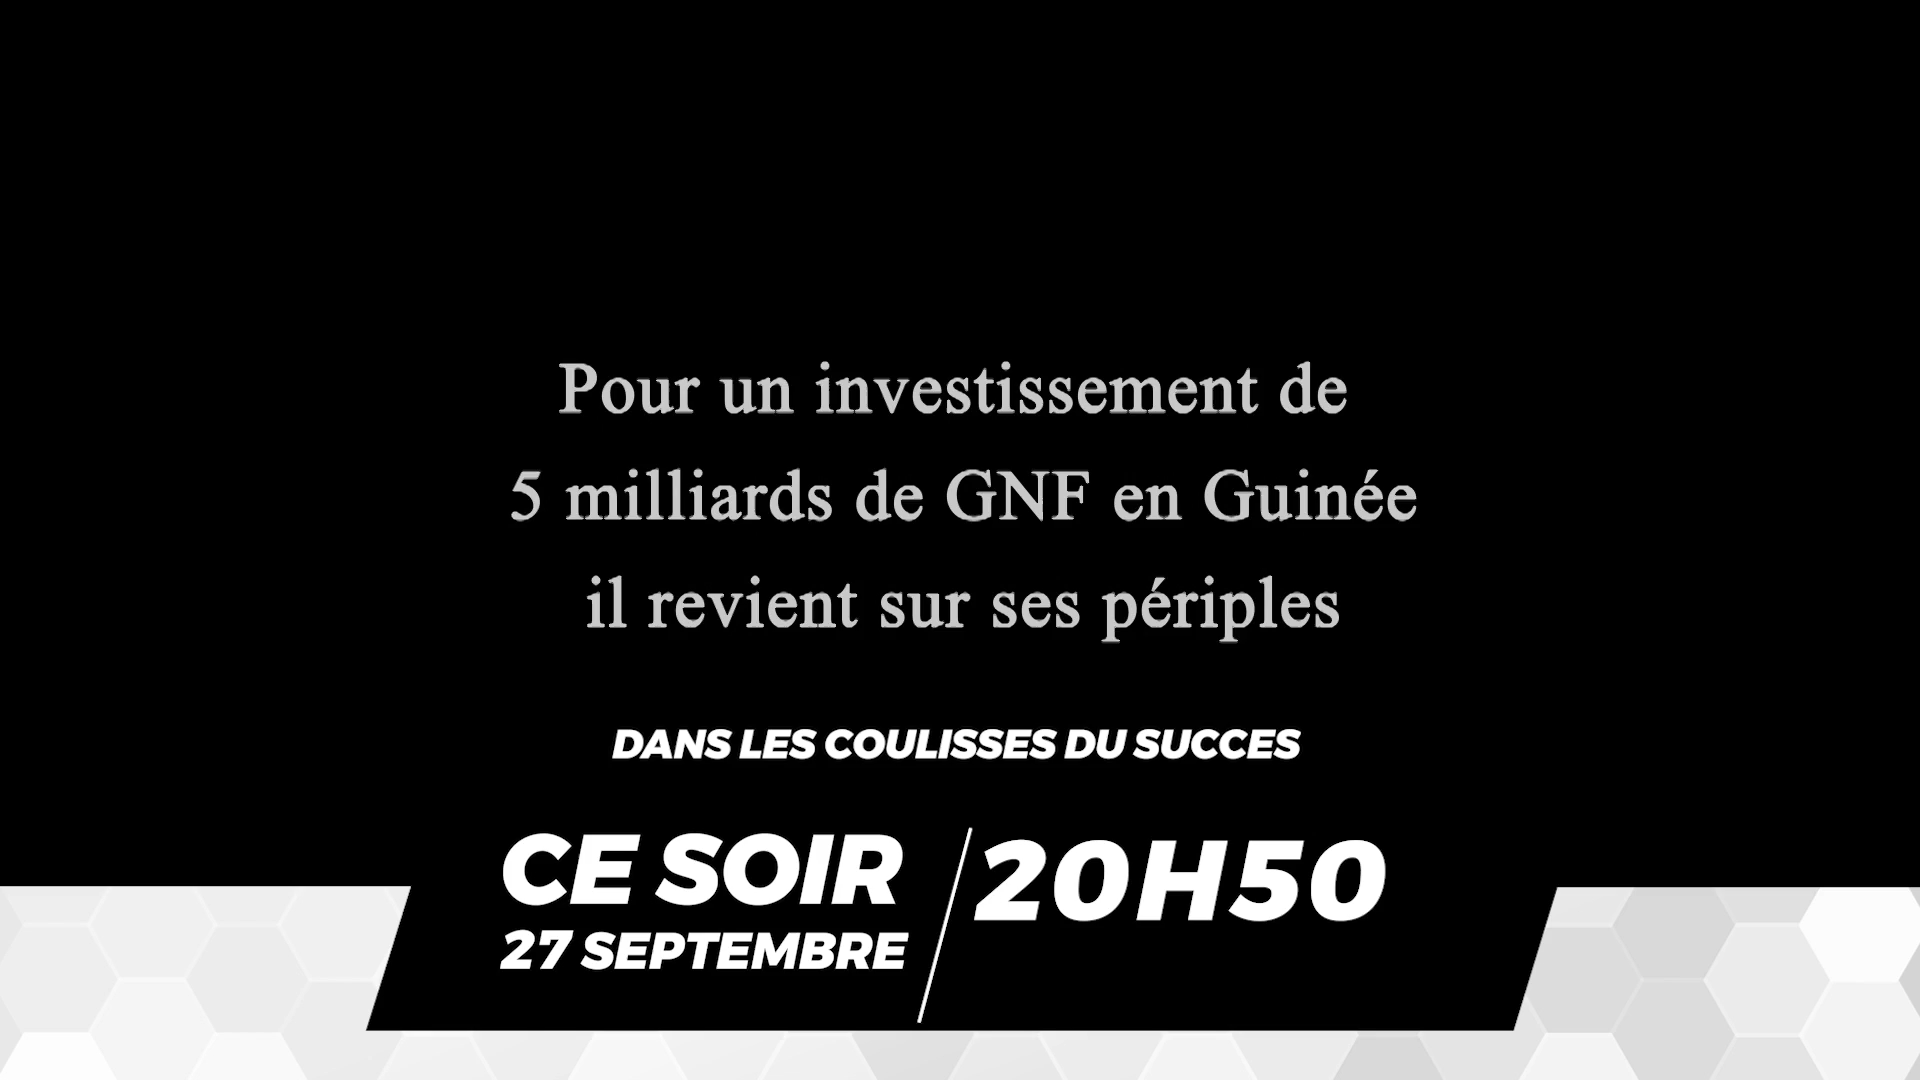 Pour un investissement de
5 milliards de GNF en Guinée
il revient sur ses périples
DANS LES COULISSES DU SUCCES
CE SOIR
20H50
27 SEPTEMBRE